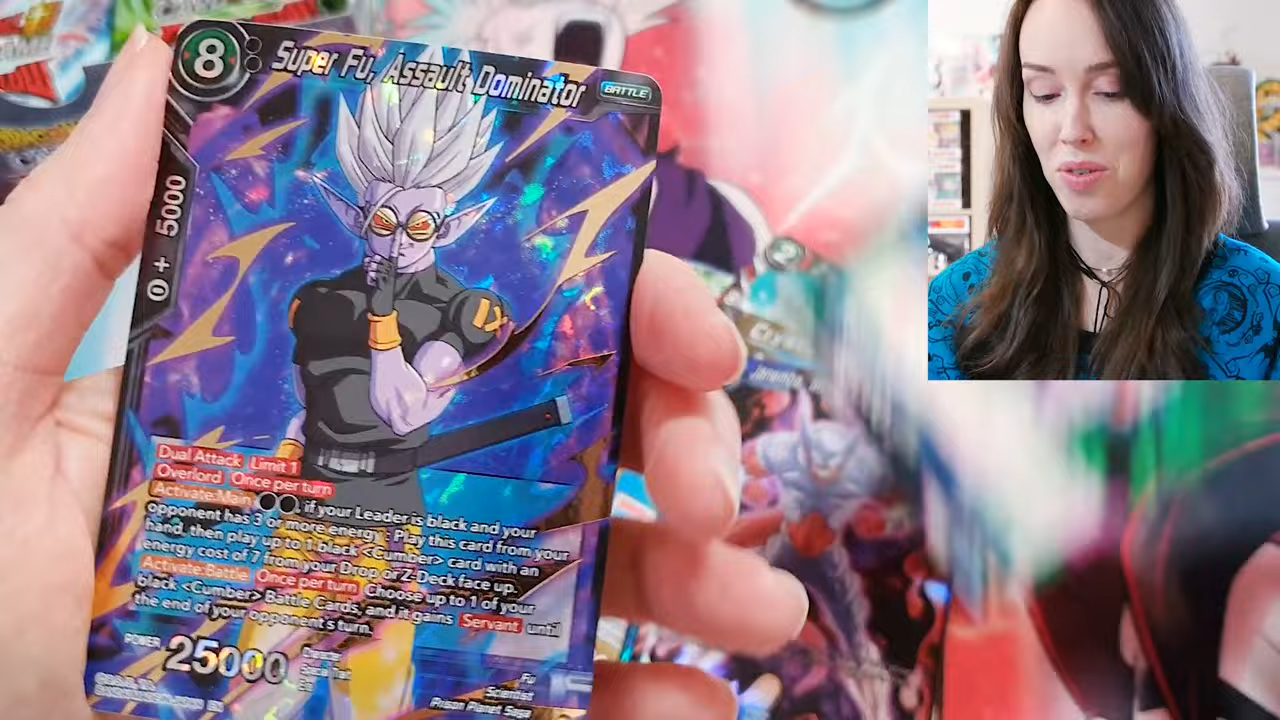 8
Super Fu, Assault Dominator
BATTLE
0 + 5000
Dual Attack Limit 1
Overlord Once per turn
Activate:Main if your Leader is black and your
opponent has 3 or more energy : Play this card from your
hand, then play up to 1 black <Cumber> card with an
energy cost of 7 from your Drop or Z-Deck face up.
Activate:Battle Once per turn Choose up to 1 of your
black <Cumber> Battle Cards, and it gains Servant until
the end of your opponent's turn.
POWER 25000
Fu
Scientist
Prison Planet Saga